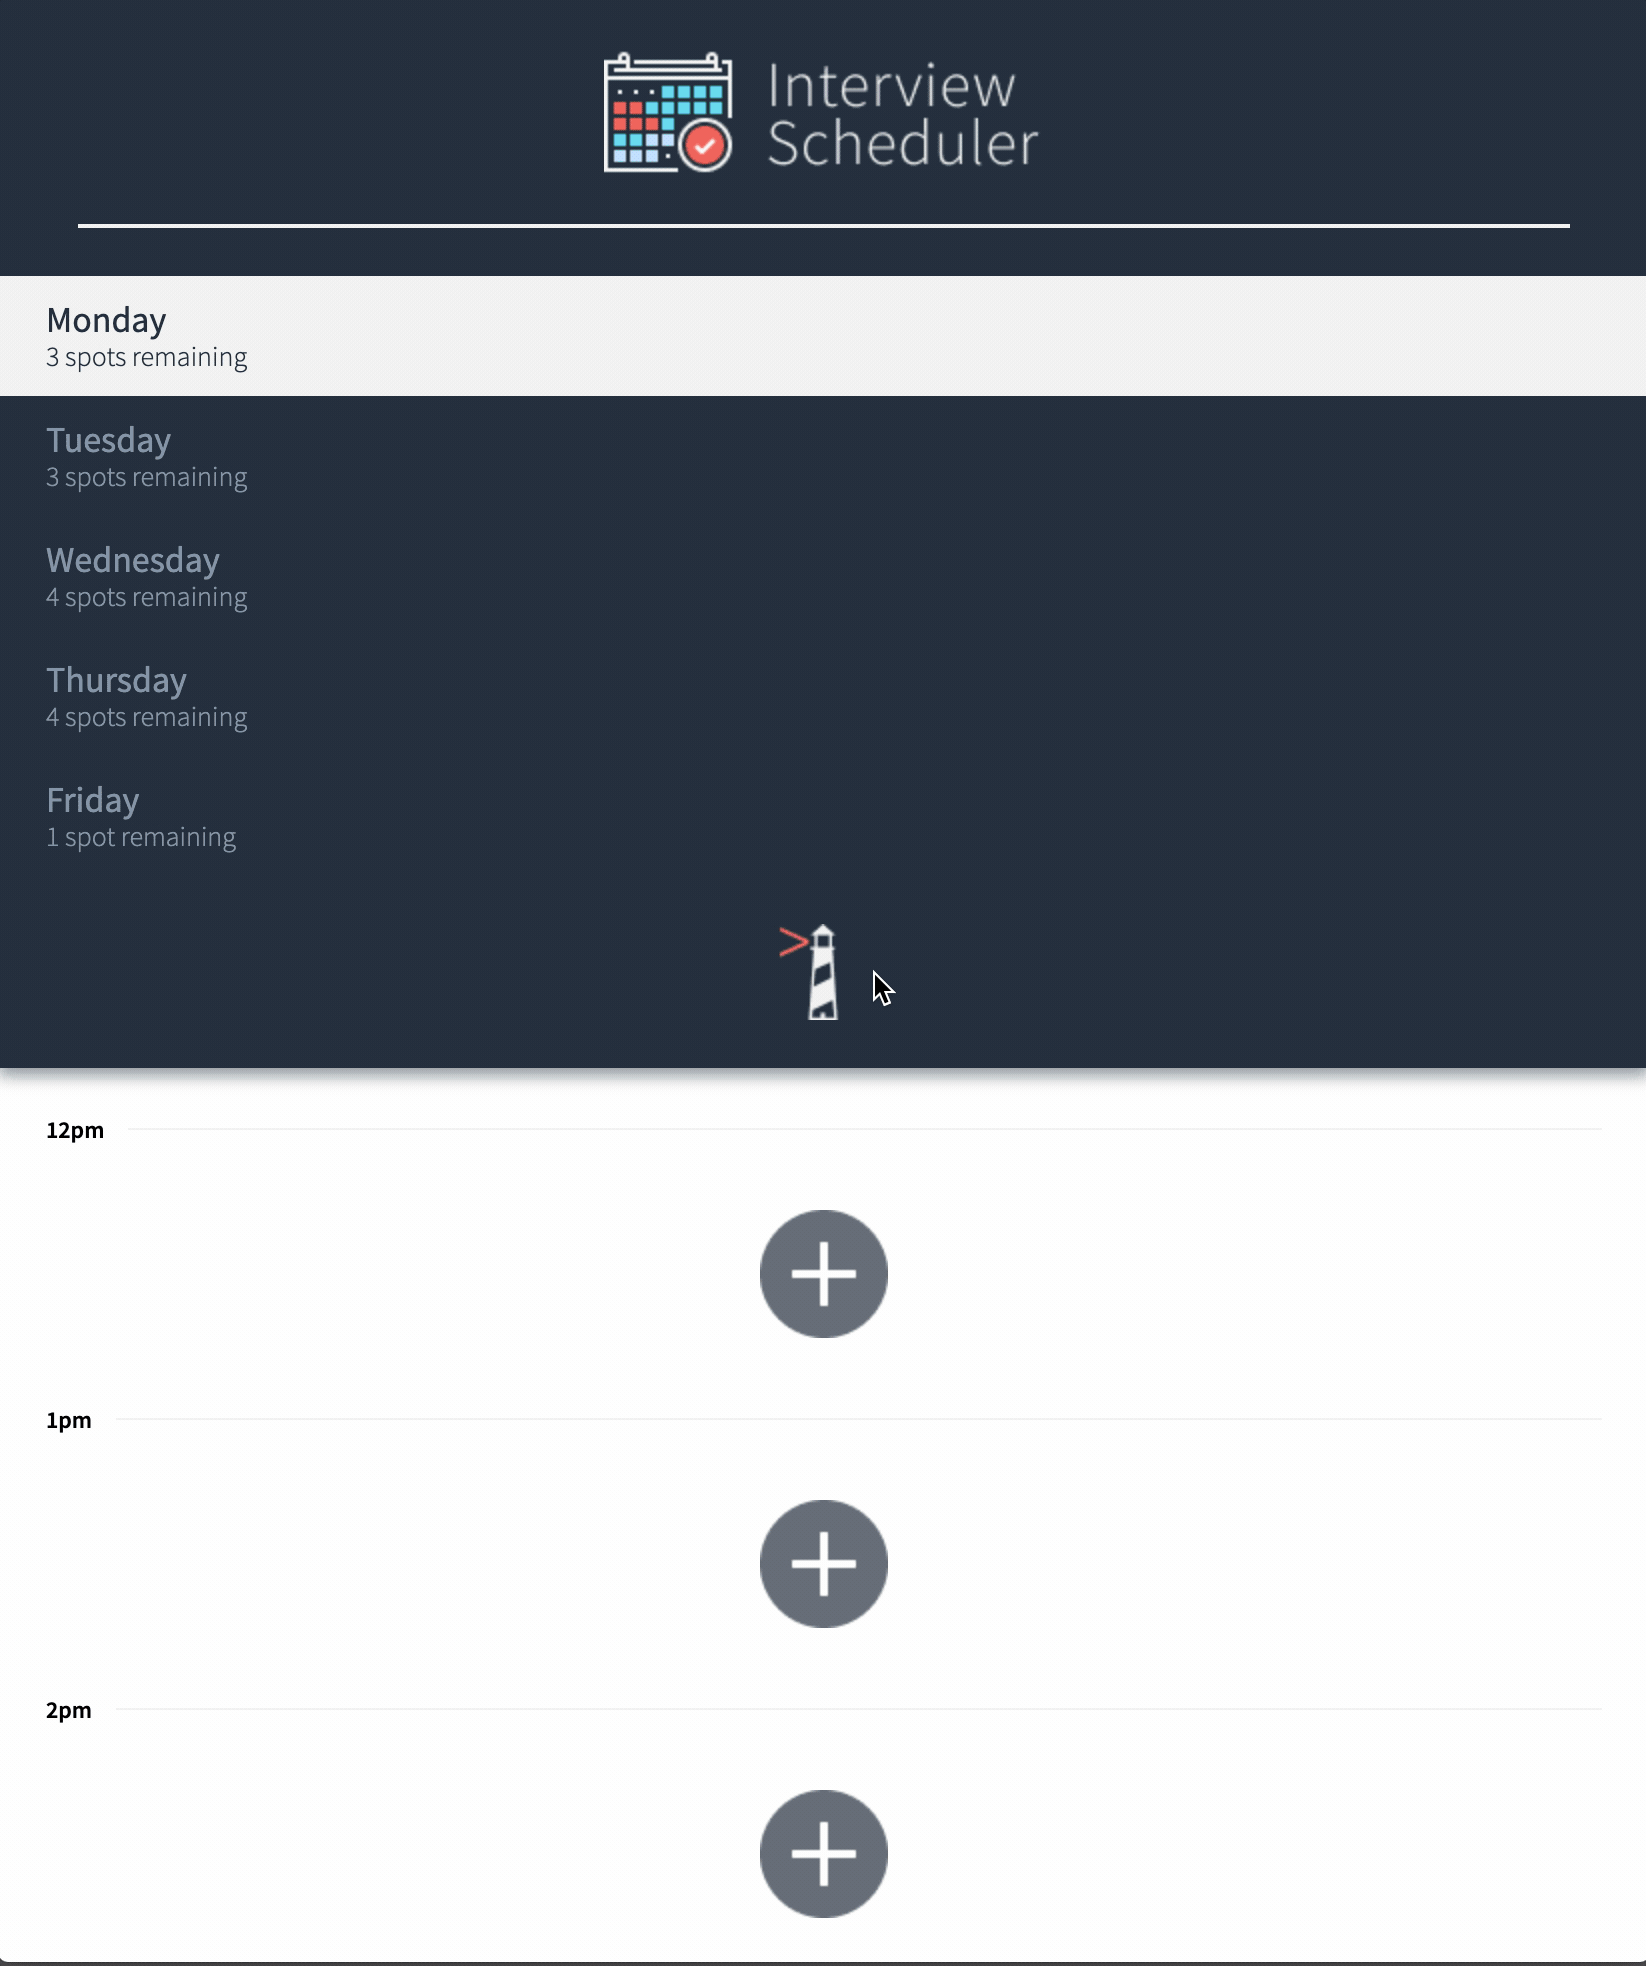 Interview
Scheduler
Monday
3 spots remaining
Tuesday
3 spots remaining
Wednesday
4 spots remaining
Thursday
4 spots remaining
Friday
1 spot remaining
12pm
1pm
2pm